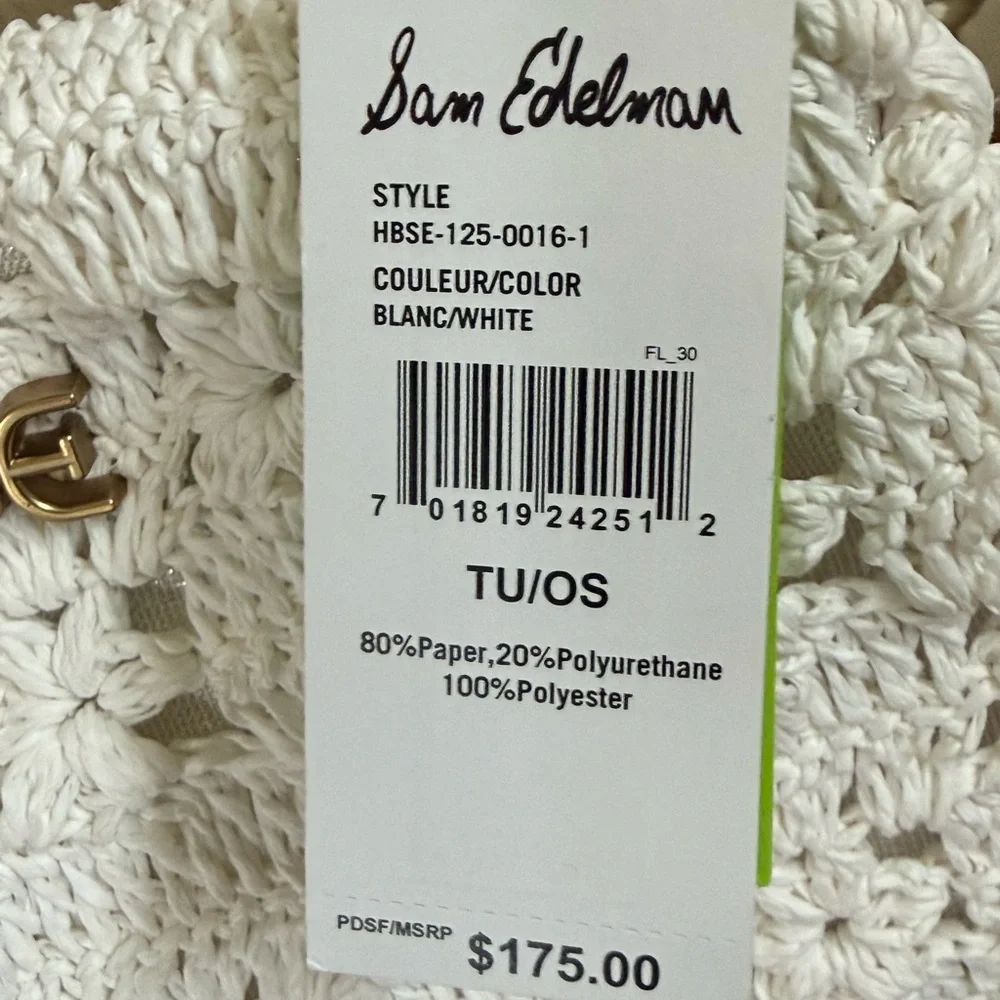 Sam Edelman
STYLE
HBSE-125-0016-1
COULEUR/COLOR
BLANC/WHITE
FL_30
7 01819 24251 2
TU/OS
80%Paper,20%Polyurethane
100%Polyester
PDSF/MSRP $175.00